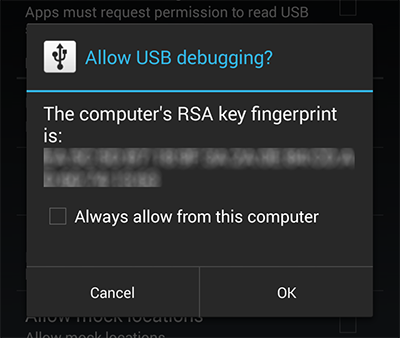 Apps must request permission to read USB
Allow USB debugging?
The computer's RSA key fingerprint
is:
Always allow from this computer
Cancel
OK
Allow mock locations
Allow mock locations